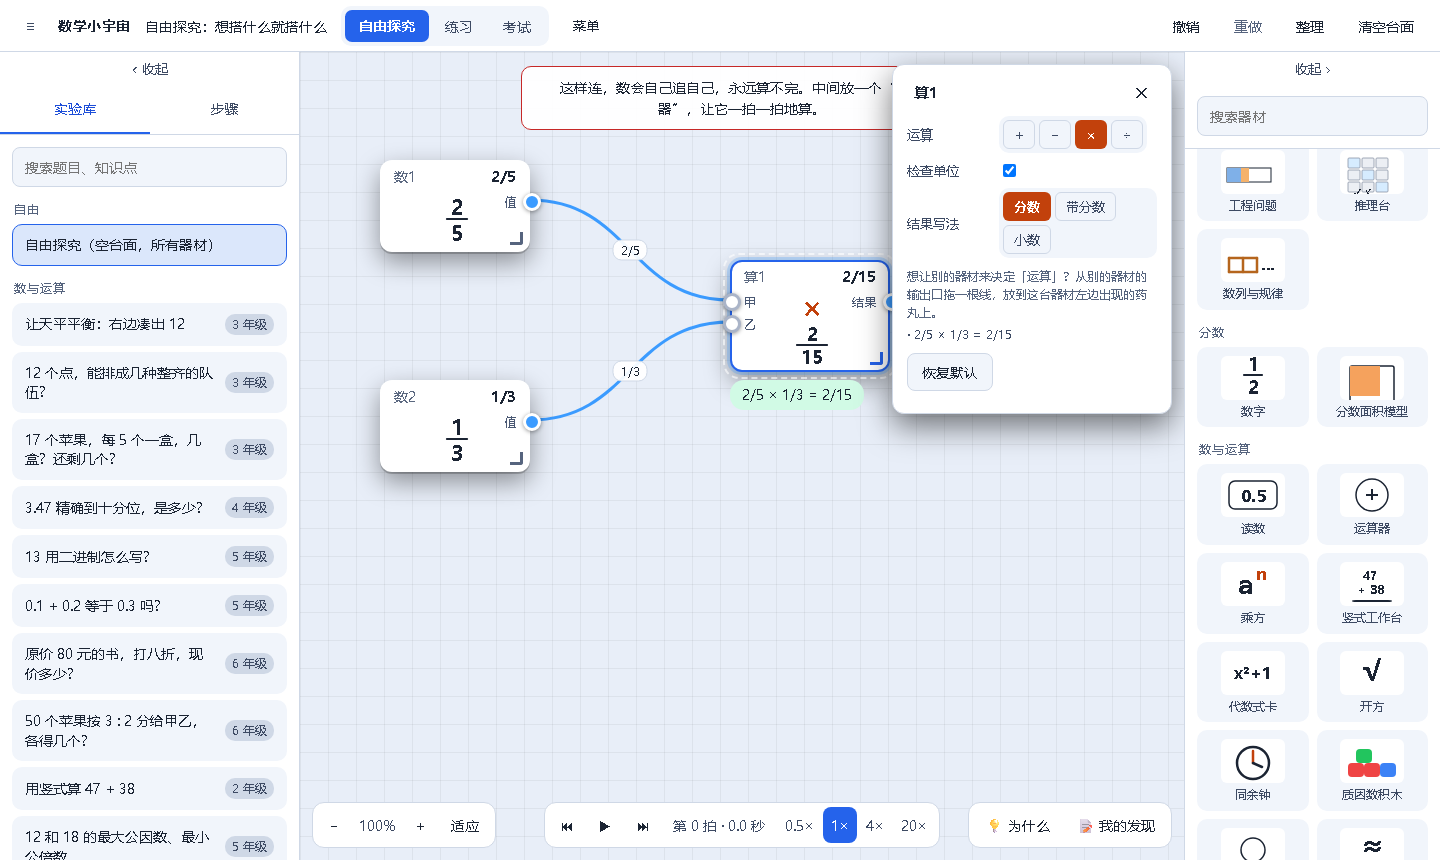 ≡ 数学小宇宙 自由探究：想搭什么就搭什么 自由探究 练习 考试 菜单 撤销 重做 整理 清空台面
‹ 收起
实验库 步骤
搜索题目、知识点
自由
自由探究（空台面，所有器材）
数与运算
让天平平衡：右边凑出 12 3 年级
12 个点，能排成几种整齐的队
伍？ 3 年级
17 个苹果，每 5 个一盒，几
盒？还剩几个？ 3 年级
3.47 精确到十分位，是多少？ 4 年级
13 用二进制怎么写？ 5 年级
0.1 + 0.2 等于 0.3 吗？ 5 年级
原价 80 元的书，打八折，现
价多少？ 6 年级
50 个苹果按 3 : 2 分给甲乙，
各得几个？ 6 年级
用竖式算 47 + 38 2 年级
12 和 18 的最大公因数、最小
公倍数 5 年级
这样连，数会自己追自己，永远算不完。中间放一个“
器”，让它一拍一拍地算。
数1 2/5
值
2
5
2/5
数2 1/3
值
1
3
1/3
算1 2/15
甲 × 结果
乙
2
15
2/5 × 1/3 = 2/15
算1 ✕
运算 + − × ÷
检查单位
结果写法 分数 带分数
小数
想让别的器材来决定「运算」？从别的器材的
输出口拖一根线，放到这台器材左边出现的药
丸上。
· 2/5 × 1/3 = 2/15
恢复默认
− 100% + 适应
⏮ ▶ ⏭ 第 0 拍 · 0.0 秒 0.5× 1× 4× 20×
为什么 我的发现
收起 ›
搜索器材
工程问题 推理台
...
数列与规律
分数
1
2
数字 分数面积模型
数与运算
0.5 +
读数 运算器
aⁿ 47
+ 38
乘方 竖式工作台
x²+1 √
代数式卡 开方
同余钟 质因数积木
≈